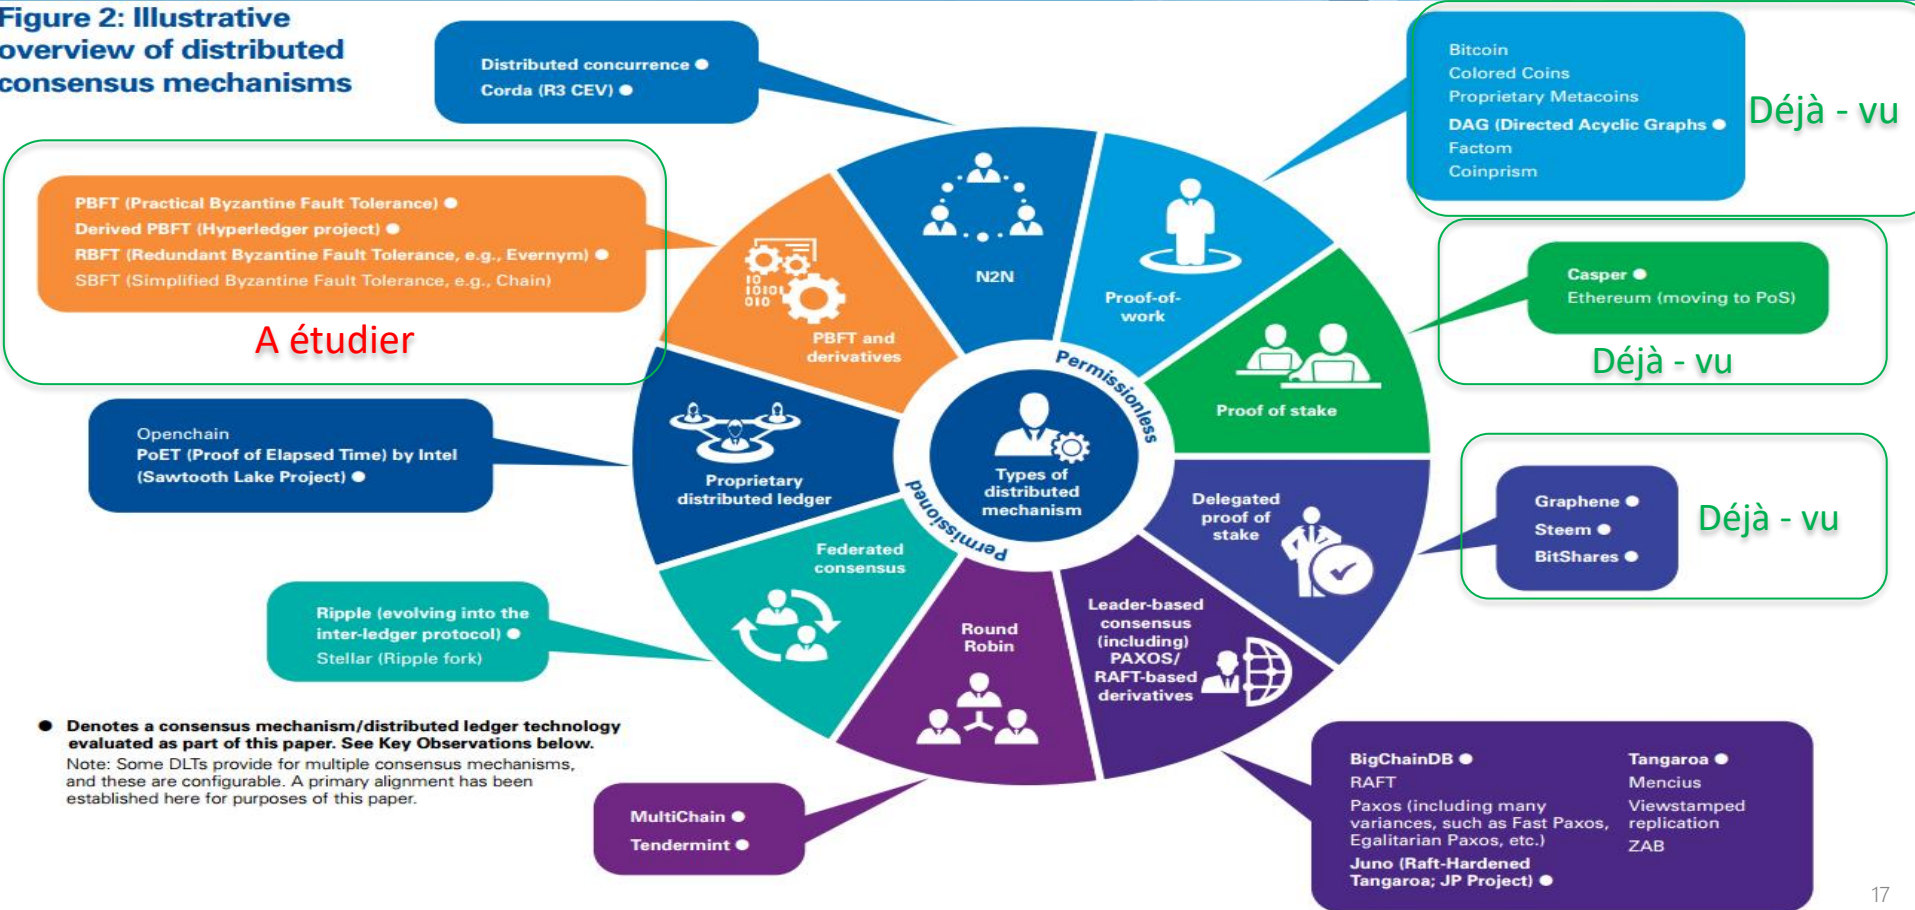 Figure 2: Illustrative
overview of distributed
consensus mechanisms
Distributed concurrence ●
Corda (R3 CEV) ●
Bitcoin
Colored Coins
Proprietary Metacoins
DAG (Directed Acyclic Graphs ●
Factom
Coinprism
Déjà - vu
PBFT (Practical Byzantine Fault Tolerance) ●
Derived PBFT (Hyperledger project) ●
RBFT (Redundant Byzantine Fault Tolerance, e.g., Evernym) ●
SBFT (Simplified Byzantine Fault Tolerance, e.g., Chain)
A étudier
Casper ●
Ethereum (moving to PoS)
Déjà - vu
N2N
Proof-of-
work
10
10101
010
PBFT and
derivatives
Proof of stake
Permissionless
Types of
distributed
mechanism
Permissioned
Openchain
PoET (Proof of Elapsed Time) by Intel
(Sawtooth Lake Project) ●
Proprietary
distributed ledger
Delegated
proof of
stake
Graphene ●
Steem ●
BitShares ●
Déjà - vu
Federated
consensus
Ripple (evolving into the
inter-ledger protocol) ●
Stellar (Ripple fork)
Round
Robin
Leader-based
consensus
(including)
PAXOS/
RAFT-based
derivatives
● Denotes a consensus mechanism/distributed ledger technology
evaluated as part of this paper. See Key Observations below.
Note: Some DLTs provide for multiple consensus mechanisms,
and these are configurable. A primary alignment has been
established here for purposes of this paper.
MultiChain ●
Tendermint ●
BigChainDB ●
RAFT
Paxos (including many
variances, such as Fast Paxos,
Egalitarian Paxos, etc.)
Juno (Raft-Hardened
Tangaroa; JP Project) ●
Tangaroa ●
Mencius
Viewstamped
replication
ZAB
17